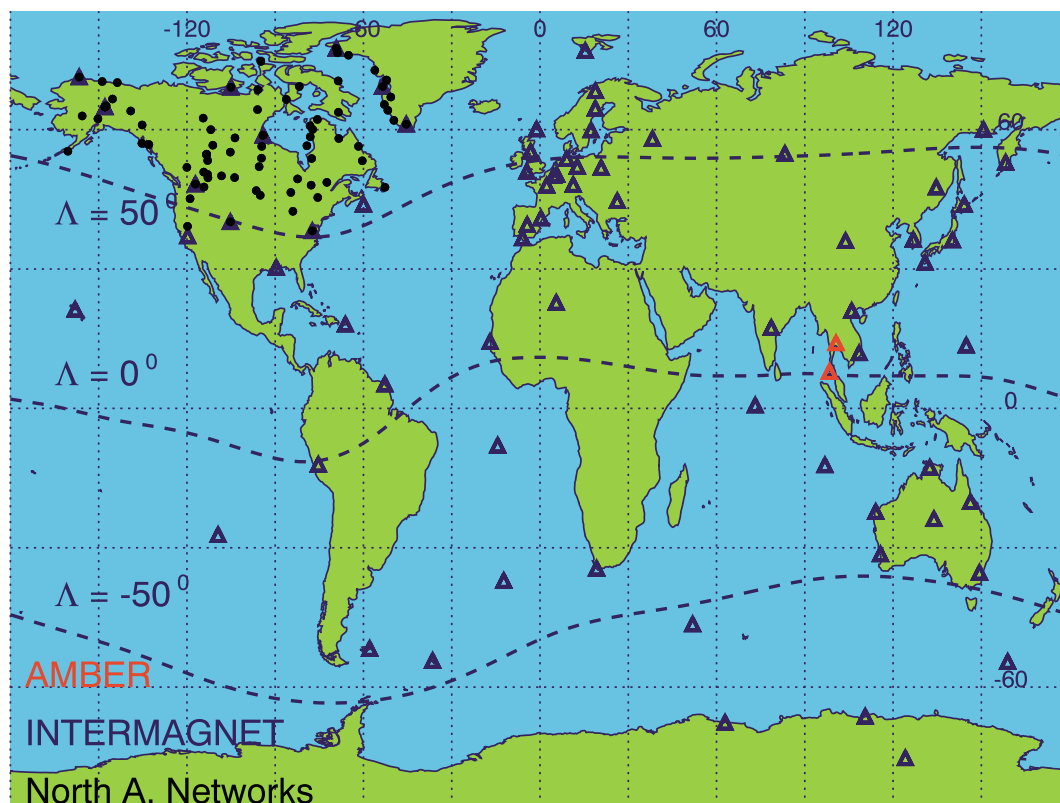 -120 -60 0 60 120
60
Λ = 50⁰
Λ = 0⁰
0
Λ = -50⁰
AMBER
-60
INTERMAGNET
North A. Networks